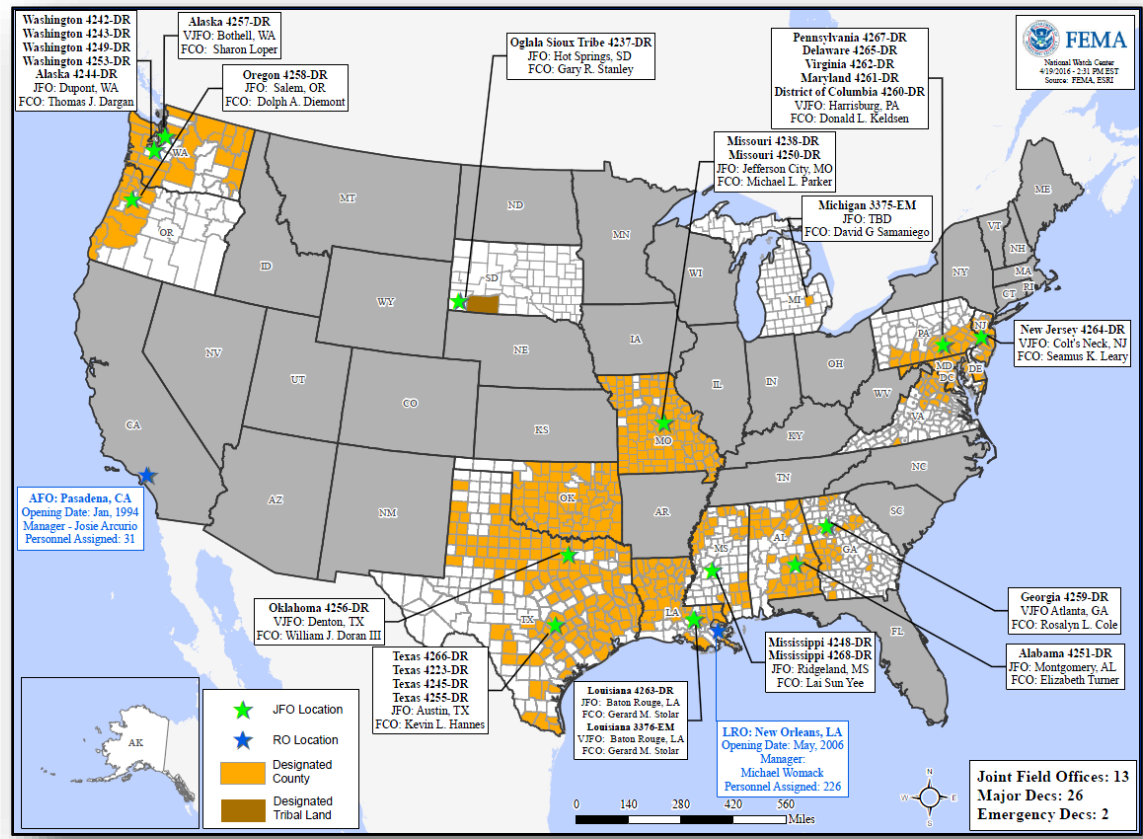 Washington 4242-DR
Washington 4243-DR
Washington 4249-DR
Washington 4253-DR
Alaska 4244-DR
JFO: Dupont, WA
FCO: Thomas J. Dargan
Alaska 4257-DR
VJFO: Bothell, WA
FCO: Sharon Loper
Oregon 4258-DR
JFO: Salem, OR
FCO: Dolph A. Diemont
Oglala Sioux Tribe 4237-DR
JFO: Hot Springs, SD
FCO: Gary R. Stanley
Pennsylvania 4267-DR
Delaware 4265-DR
Virginia 4262-DR
Maryland 4261-DR
District of Columbia 4260-DR
VJFO: Harrisburg, PA
FCO: Donald L. Keldsen
FEMA
National Watch Center
4/19/2016 - 2:31 PM EST
Source: FEMA, ESRI
Missouri 4238-DR
Missouri 4250-DR
JFO: Jefferson City, MO
FCO: Michael L. Parker
Michigan 3375-EM
JFO: TBD
FCO: David G Samaniego
New Jersey 4264-DR
VJFO: Colt's Neck, NJ
FCO: Seamus K. Leary
WA
OR
MT
ID
WY
ND
SD
NE
MN
WI
IA
MI
NY
VT
NH
ME
MA
CT
RI
PA
NJ
MD
DE
DC
OH
IN
IL
WV
VA
KY
NV
UT
CO
KS
MO
CA
AZ
NM
OK
AR
TN
NC
SC
MS
AL
GA
TX
LA
FL
AK
AFO: Pasadena, CA
Opening Date: Jan, 1994
Manager - Josie Arcurio
Personnel Assigned: 31
Oklahoma 4256-DR
VJFO: Denton, TX
FCO: William J. Doran III
Texas 4266-DR
Texas 4223-DR
Texas 4245-DR
Texas 4255-DR
JFO: Austin, TX
FCO: Kevin L. Hannes
Louisiana 4263-DR
JFO: Baton Rouge, LA
FCO: Gerard M. Stolar
Louisiana 3376-EM
VJFO: Baton Rouge, LA
FCO: Gerard M. Stolar
Mississippi 4248-DR
Mississippi 4268-DR
JFO: Ridgeland, MS
FCO: Lai Sun Yee
Georgia 4259-DR
VJFO Atlanta, GA
FCO: Rosalyn L. Cole
Alabama 4251-DR
JFO: Montgomery, AL
FCO: Elizabeth Turner
LRO: New Orleans, LA
Opening Date: May, 2006
Manager:
Michael Womack
Personnel Assigned: 226
JFO Location
RO Location
Designated
County
Designated
Tribal Land
0 140 280 420 560
Miles
N
W E
S
Joint Field Offices: 13
Major Decs: 26
Emergency Decs: 2